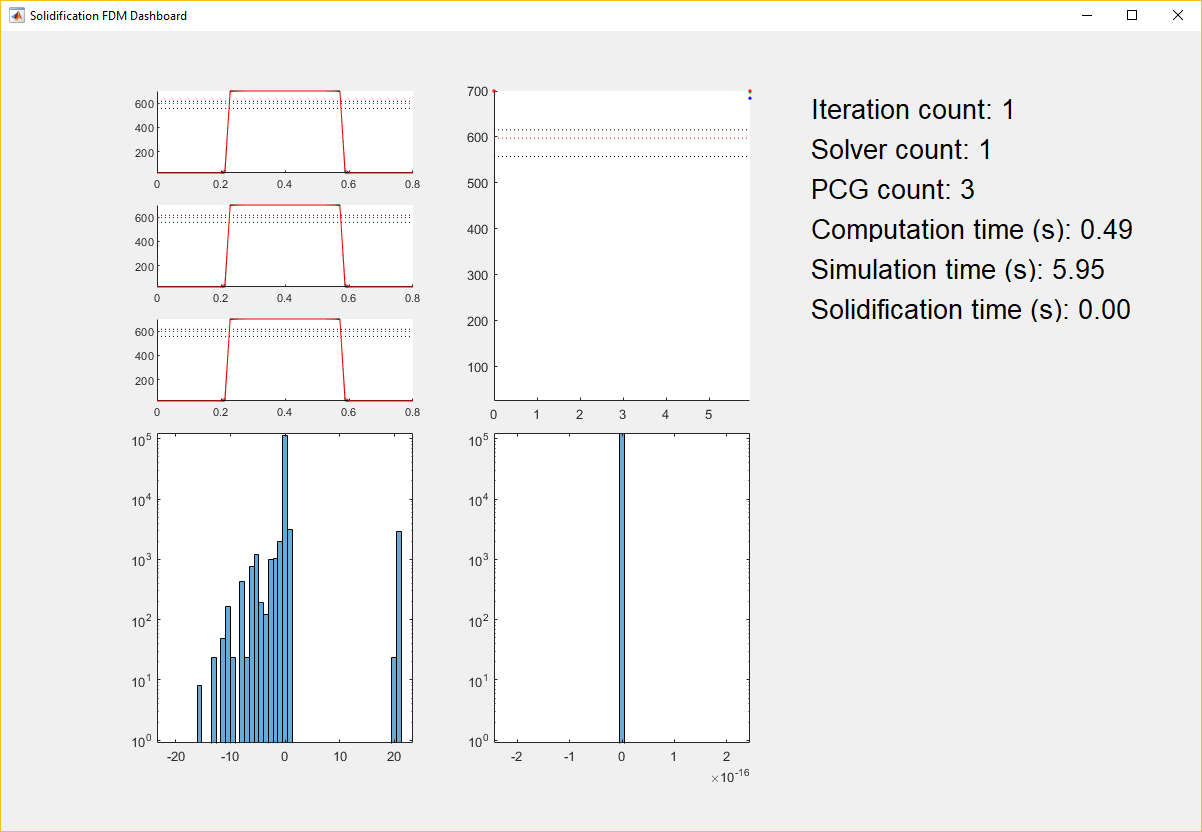 Solidification FDM Dashboard
600
400
200
0 0.2 0.4 0.6 0.8
600
400
200
0 0.2 0.4 0.6 0.8
600
400
200
0 0.2 0.4 0.6 0.8
700
600
500
400
300
200
100
0 1 2 3 4 5
Iteration count: 1
Solver count: 1
PCG count: 3
Computation time (s): 0.49
Simulation time (s): 5.95
Solidification time (s): 0.00
10^5
10^4
10^3
10^2
10^1
10^0
-20 -10 0 10 20
10^5
10^4
10^3
10^2
10^1
10^0
-2 -1 0 1 2
×10^-16